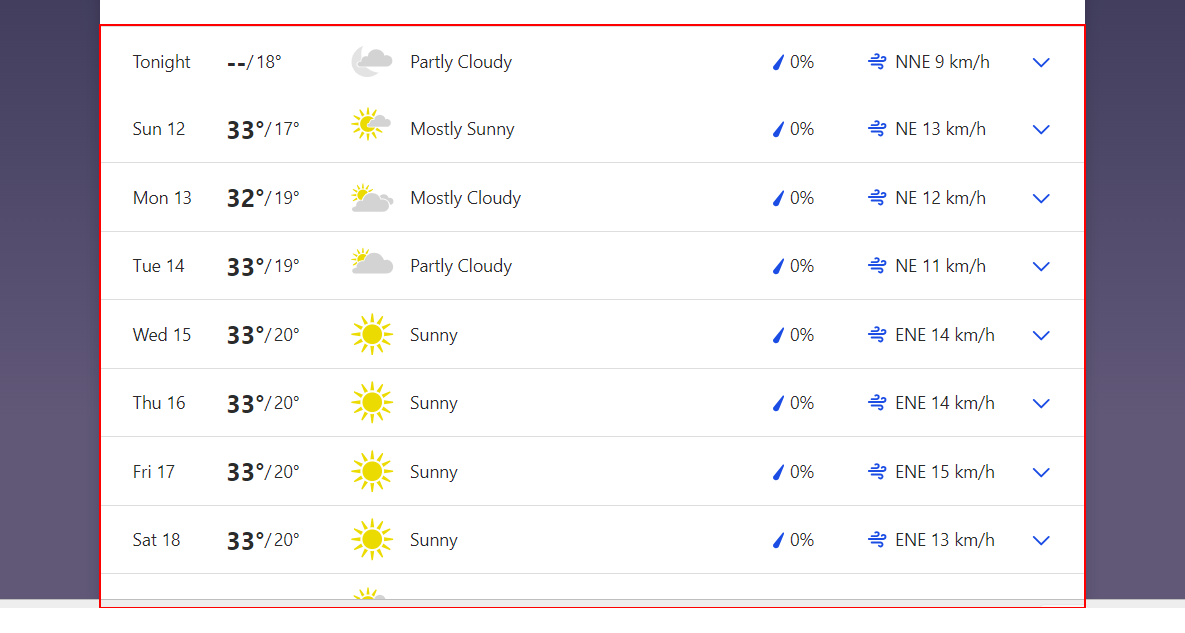 Tonight --/18° Partly Cloudy 0% NNE 9 km/h
Sun 12 33°/17° Mostly Sunny 0% NE 13 km/h
Mon 13 32°/19° Mostly Cloudy 0% NE 12 km/h
Tue 14 33°/19° Partly Cloudy 0% NE 11 km/h
Wed 15 33°/20° Sunny 0% ENE 14 km/h
Thu 16 33°/20° Sunny 0% ENE 14 km/h
Fri 17 33°/20° Sunny 0% ENE 15 km/h
Sat 18 33°/20° Sunny 0% ENE 13 km/h